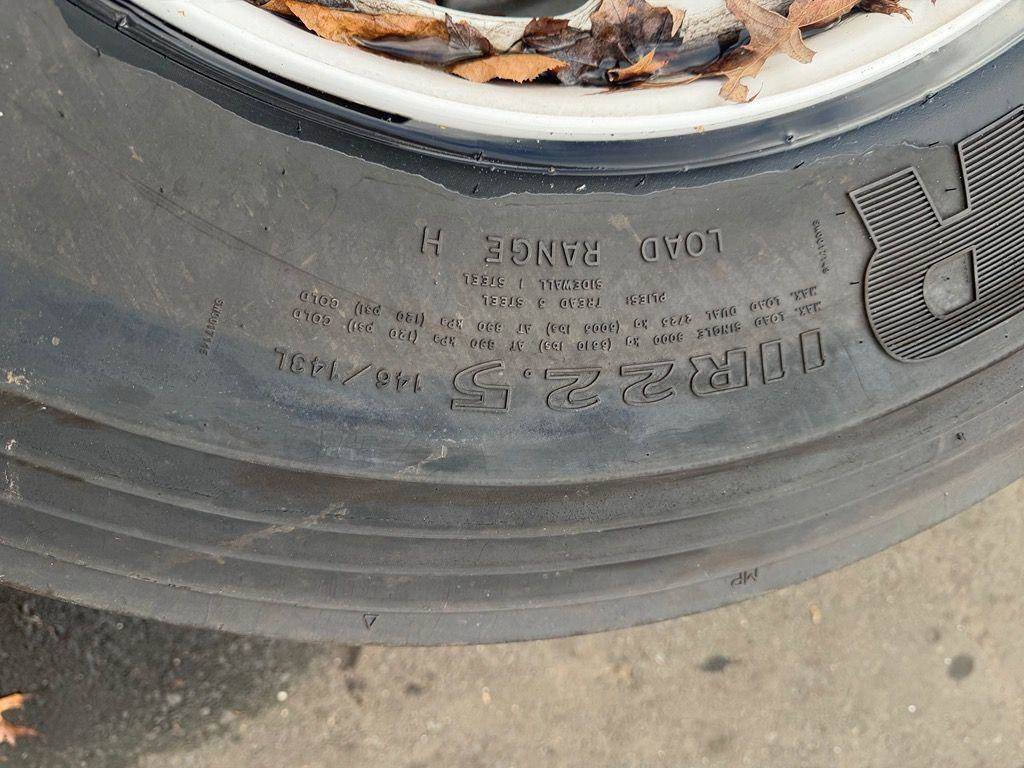 MP
R
11R22.5 146/143L
MAX. LOAD SINGLE 3000 kg (6610 lbs) AT 830 kPa (120 PSI) COLD
MAX. LOAD DUAL 2725 kg (6005 lbs) AT 830 kPa (120 PSI) COLD
PLIES: TREAD 5 STEEL
SIDEWALL 1 STEEL
LOAD RANGE H